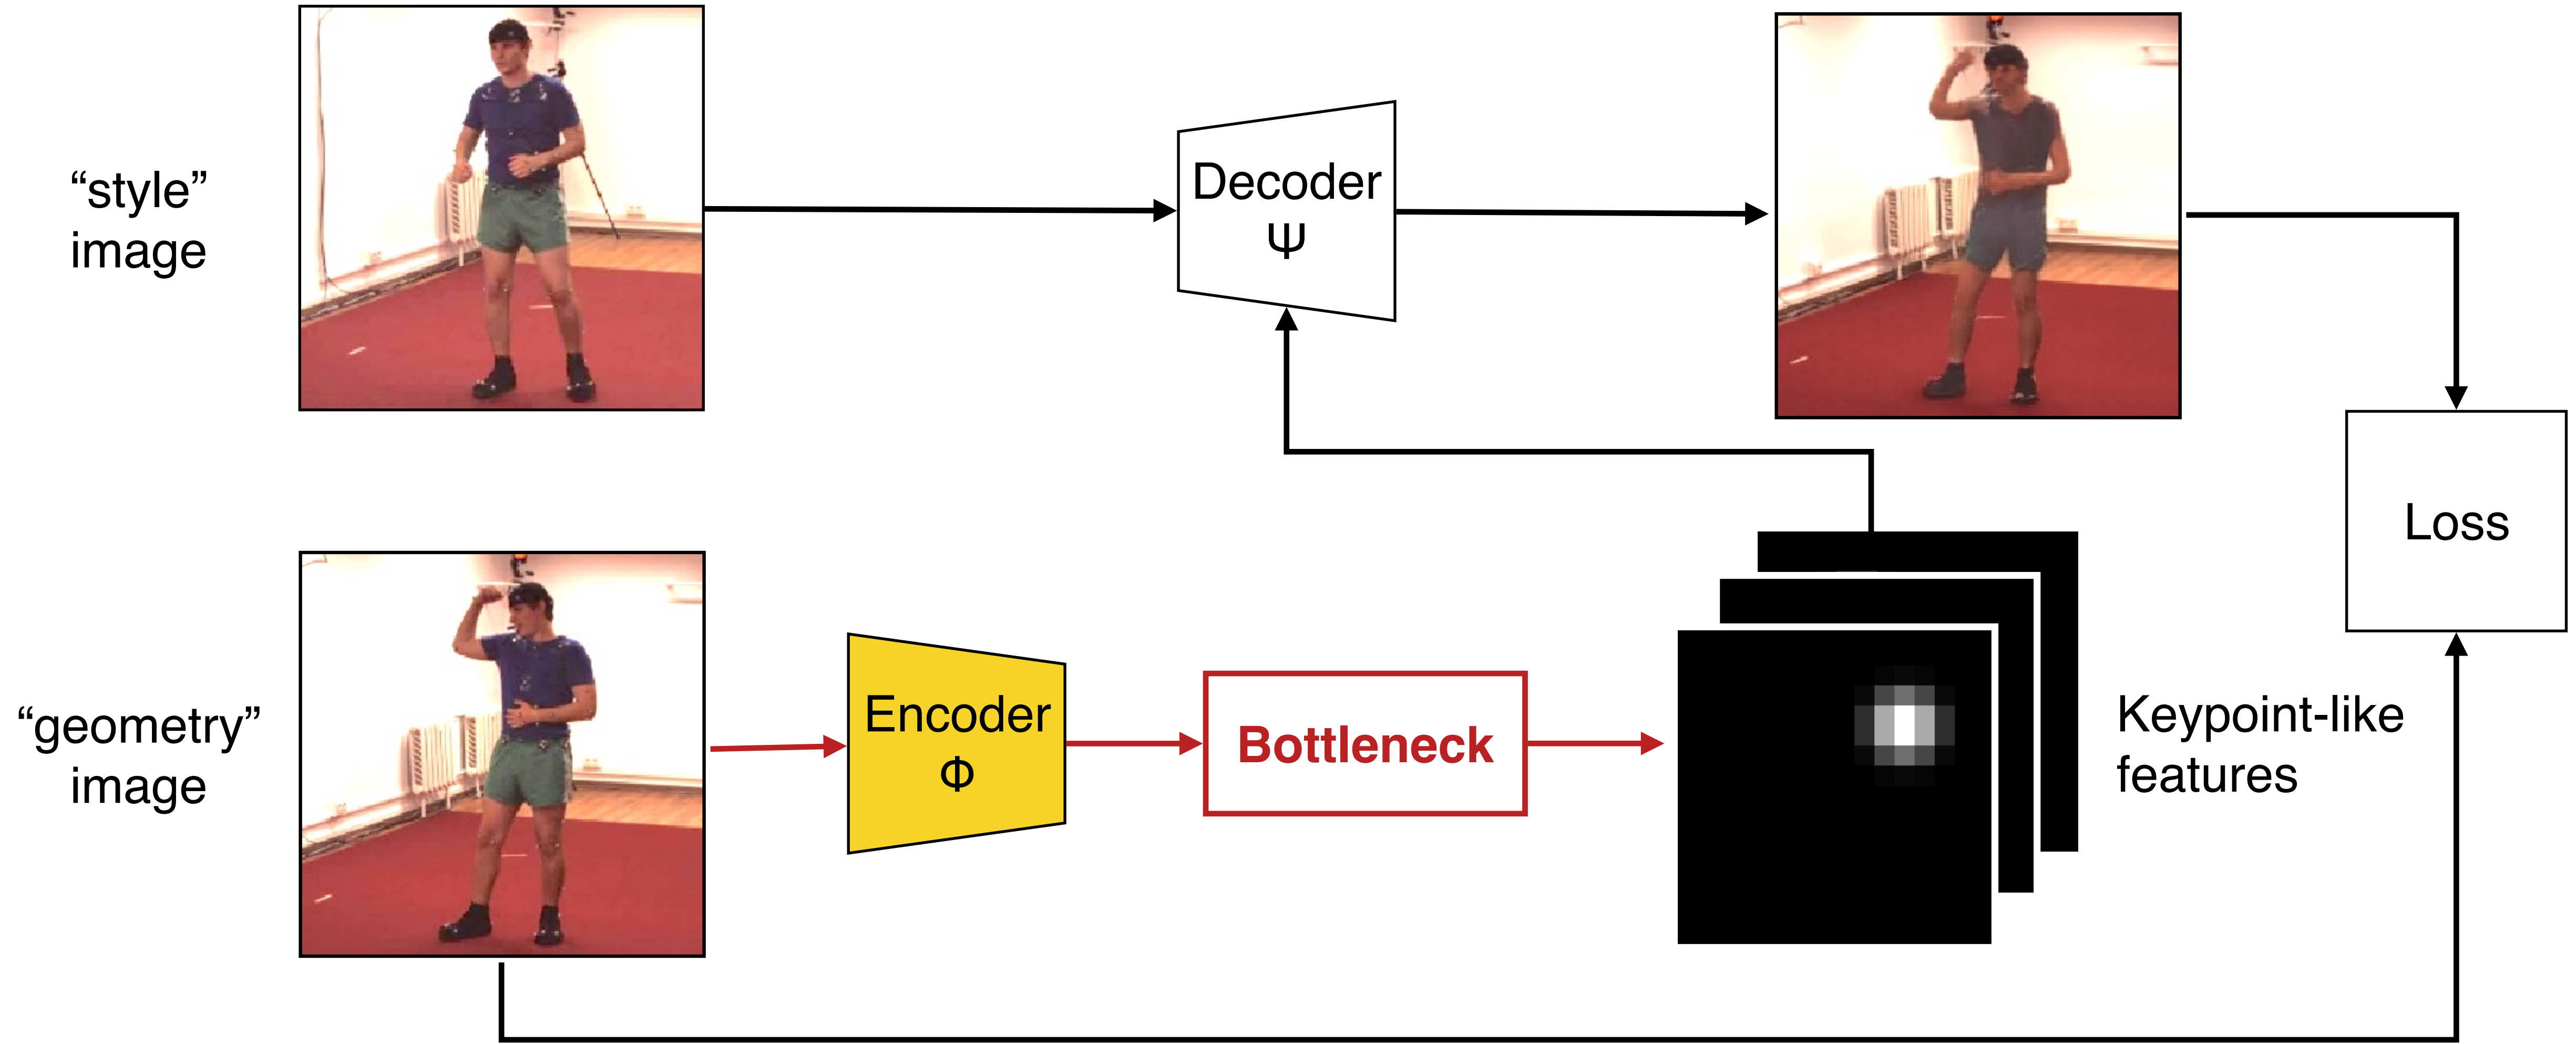 “style”
image
Decoder
Ψ
Loss
“geometry”
image
Encoder
Φ
Bottleneck
Keypoint-like
features